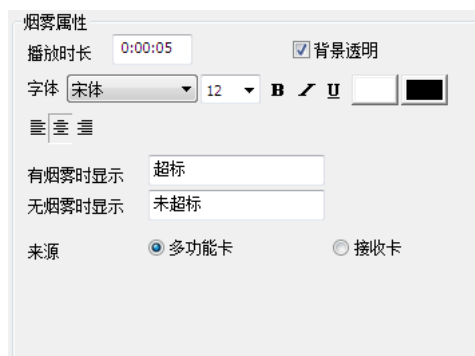 烟雾属性
播放时长 0:00:05 背景透明
字体 宋体 12 B I U
有烟雾时显示 超标
无烟雾时显示 未超标
来源 多功能卡 接收卡